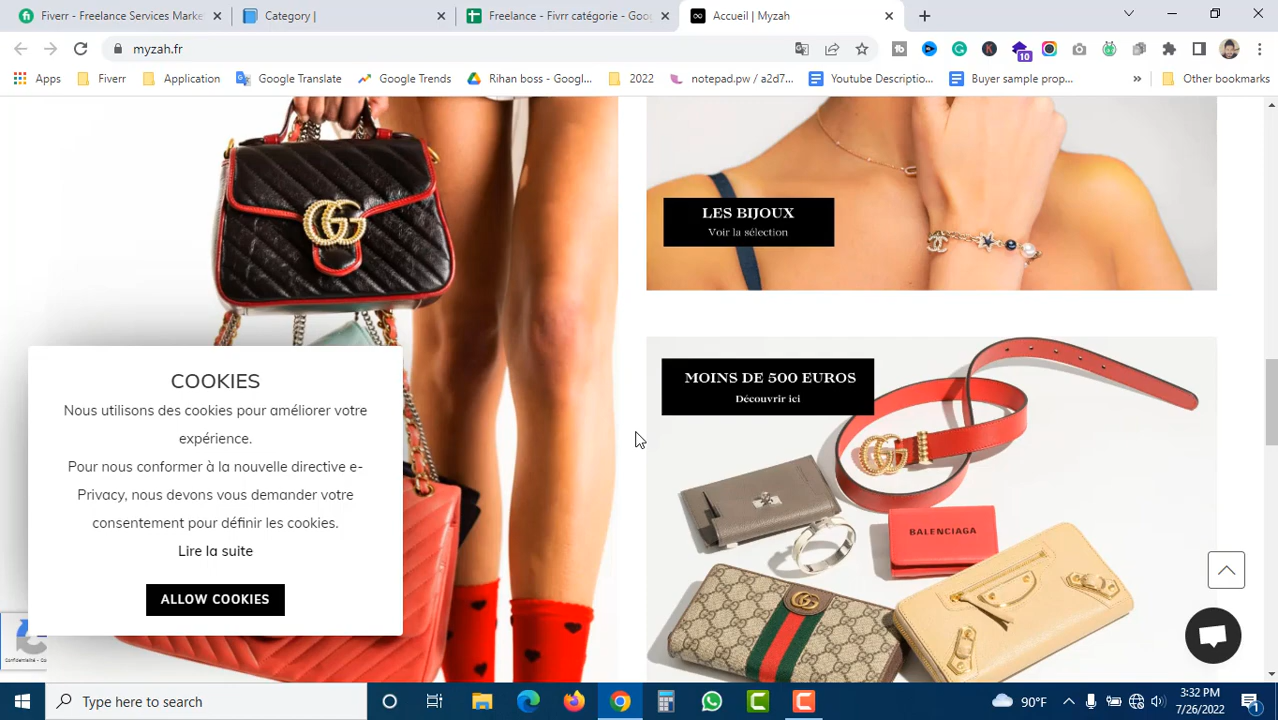 Fiverr |
Category |
Freelance - Fivrr catégorie - Goo
Accueil | Myzah
myzah.fr
10
Apps
Fiverr
Application
Google Translate
Google Trends
Rihan boss - Googl...
2022
notepad.pw / a2d7...
Youtube Descriptio...
Buyer sample prop...
»
Other bookmarks
LES BIJOUX
Voir la sélection
MOINS DE 500 EUROS
Découvrir ici
BALENCIAGA
COOKIES
Nous utilisons des cookies pour améliorer votre
expérience.
Pour nous conformer à la nouvelle directive e-
Privacy, nous devons vous demander votre
consentement pour définir les cookies.
Lire la suite
ALLOW COOKIES
Type here to search
90°F
3:32 PM
7/26/2022
1